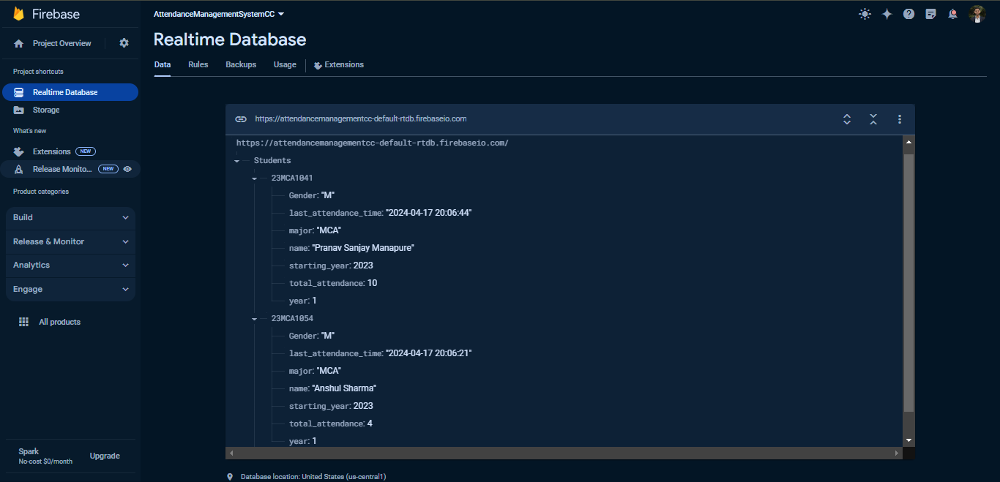 Firebase
AttendanceManagementSystemCC
Project Overview
Realtime Database
Data Rules Backups Usage Extensions
Project shortcuts
Realtime Database
Storage
What's new
Extensions NEW
Release Monito... NEW
Product categories
Build
Release & Monitor
Analytics
Engage
All products
Spark
No-cost $0/month
Upgrade
https://attendancemanagementcc-default-rtdb.firebaseio.com
https://attendancemanagementcc-default-rtdb.firebaseio.com/
Students
23MCA1041
Gender: "M"
last_attendance_time: "2024-04-17 20:06:44"
major: "MCA"
name: "Pranav Sanjay Manapure"
starting_year: 2023
total_attendance: 10
year: 1
23MCA1054
Gender: "M"
last_attendance_time: "2024-04-17 20:06:21"
major: "MCA"
name: "Anshul Sharma"
starting_year: 2023
total_attendance: 4
year: 1
Database location: United States (us-central1)